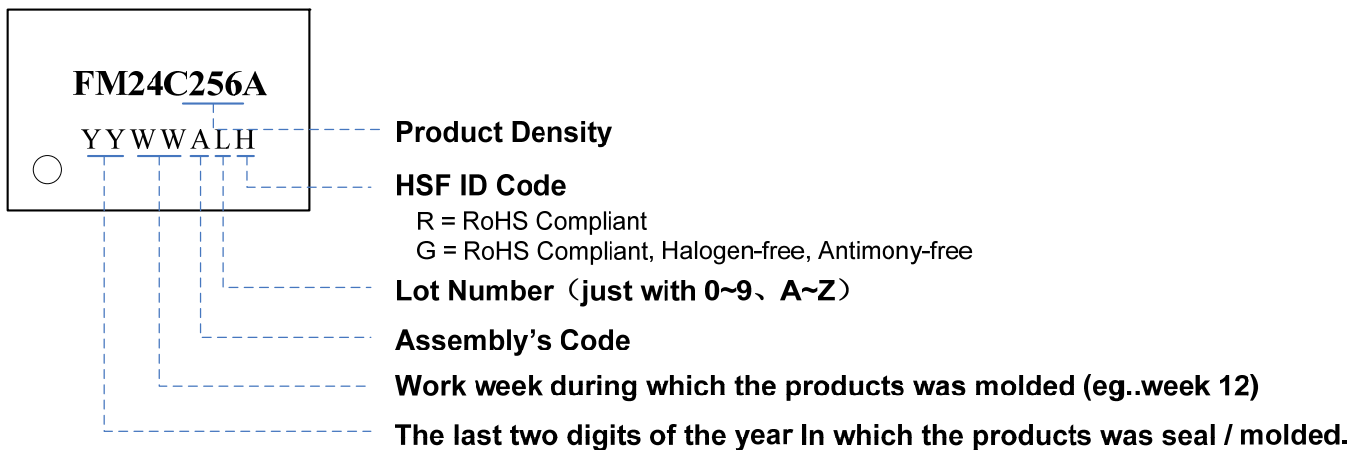 FM24C256A
YYWWALH
Product Density
HSF ID Code
R = RoHS Compliant
G = RoHS Compliant, Halogen-free, Antimony-free
Lot Number（just with 0~9、A~Z）
Assembly’s Code
Work week during which the products was molded (eg..week 12)
The last two digits of the year In which the products was seal / molded.